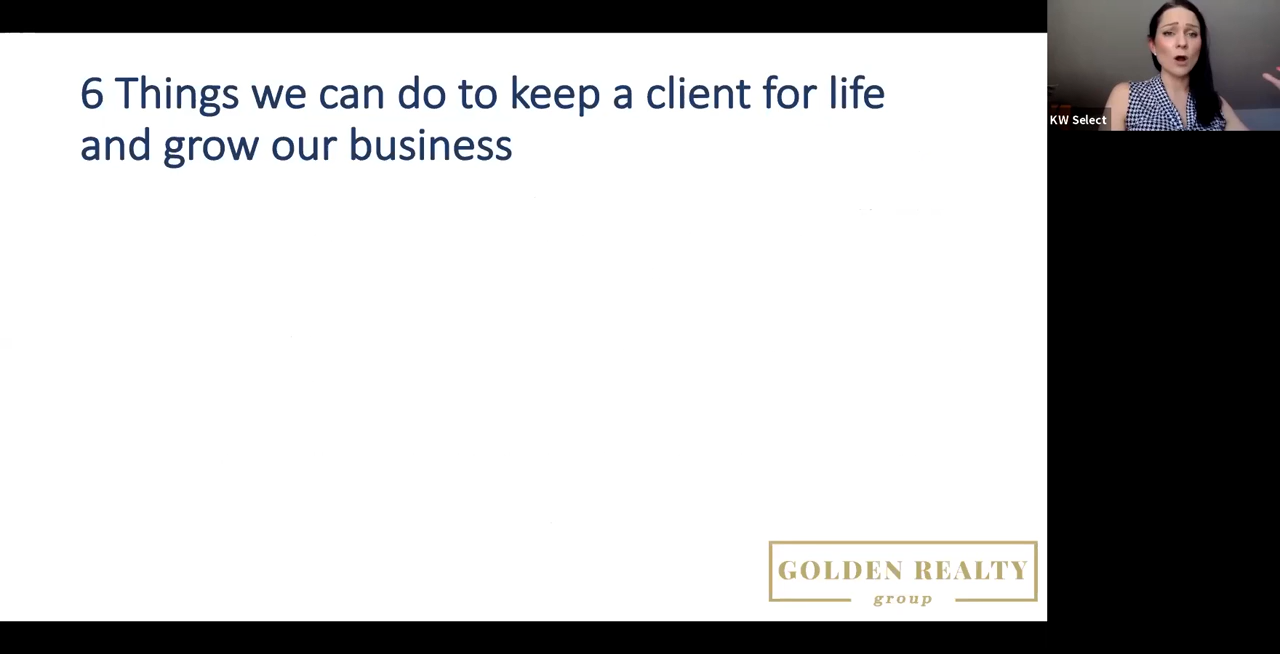 6 Things we can do to keep a client for life
and grow our business
KW Select
GOLDEN REALTY
group